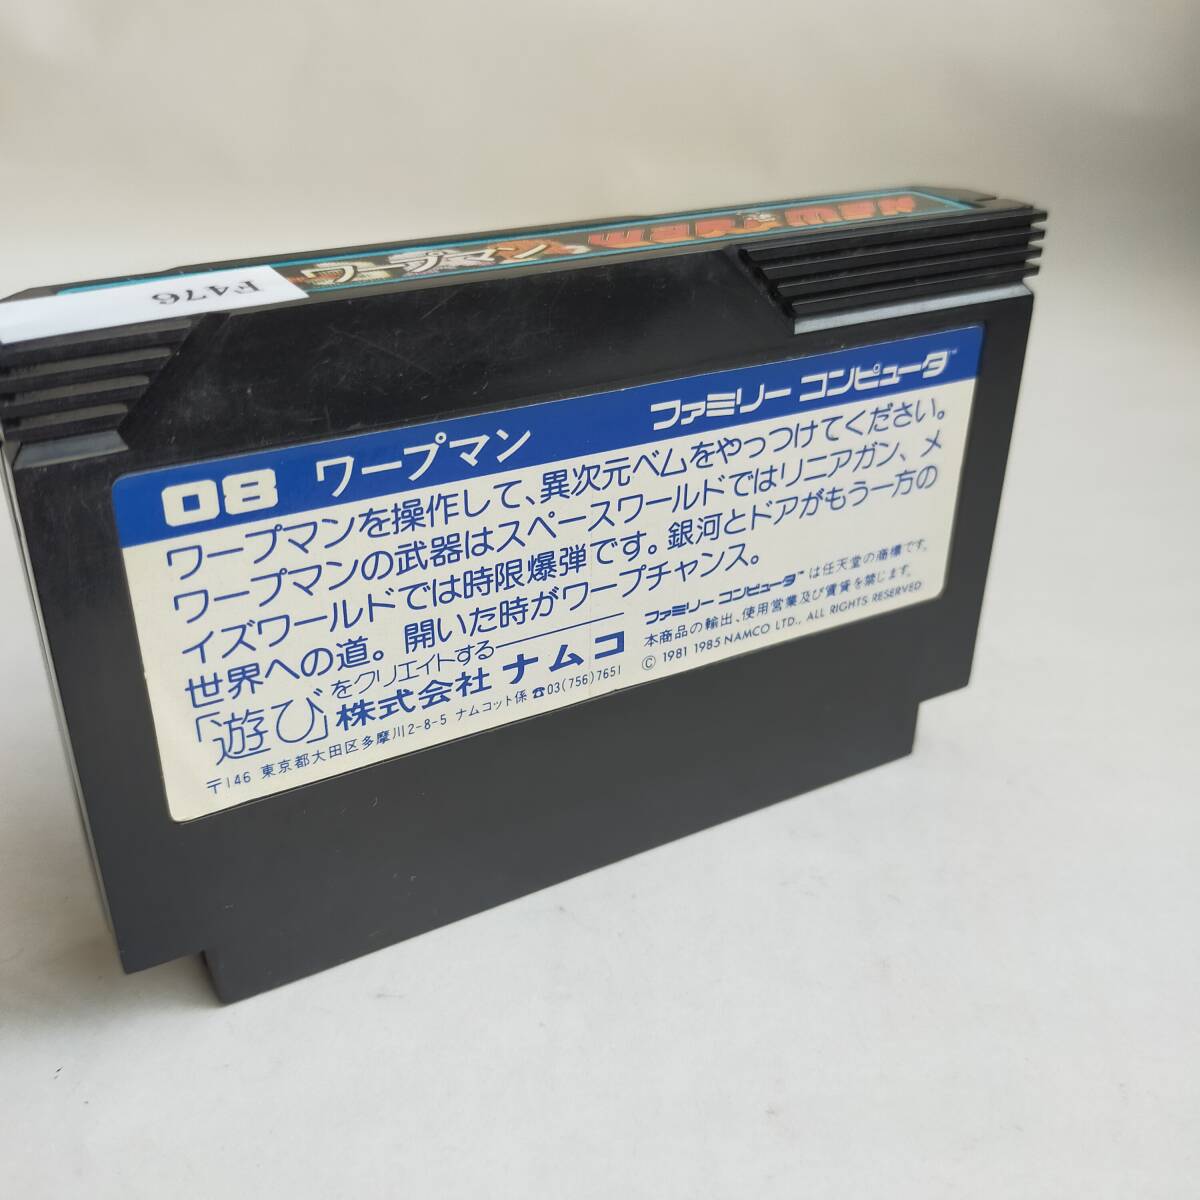 ワープマン WARPMAN
F476
08 ワープマン ファミリー コンピュータ™
ワープマンを操作して、異次元ベムをやっつけてください。
ワープマンの武器はスペースワールドではリニアガン、メ
イズワールドでは時限爆弾です。銀河とドアがもう一方の
世界への道。開いた時がワープチャンス。
「遊び」をクリエイトする
株式会社 ナムコ
〒146 東京都大田区多摩川2-8-5 ナムコット係 ☎03(756)7651
ファミリー コンピュータ™は任天堂の商標です。
本商品の輸出、使用営業及び賃貸を禁じます。
© 1981 1985 NAMCO LTD., ALL RIGHTS RESERVED